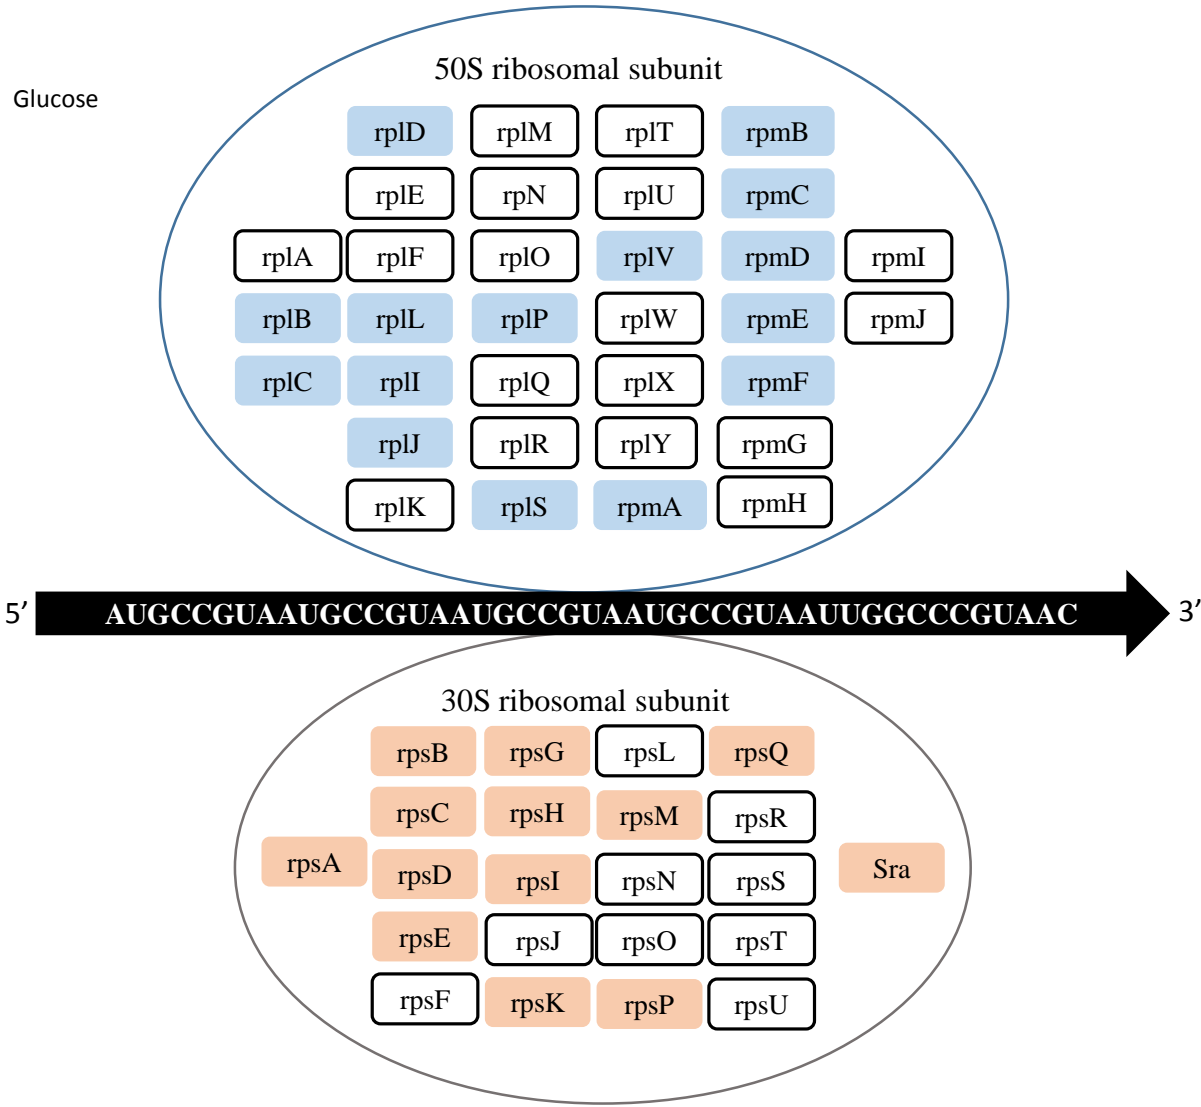 50S ribosomal subunit
Glucose
rplD rplM rplT rpmB
rplE rpN rplU rpmC
rplA rplF rplO rplV rpmD rpmI
rplB rplL rplP rplW rpmE rpmJ
rplC rplI rplQ rplX rpmF
rplJ rplR rplY rpmG
rplK rplS rpmA rpmH
5’ AUGCCGUAAUGCCGUAAUGCCGUAAUGCCGUAAUUGGCCCGUAAC 3’
30S ribosomal subunit
rpsB rpsG rpsL rpsQ
rpsC rpsH rpsM rpsR
rpsA rpsD rpsI rpsN rpsS Sra
rpsE rpsJ rpsO rpsT
rpsF rpsK rpsP rpsU